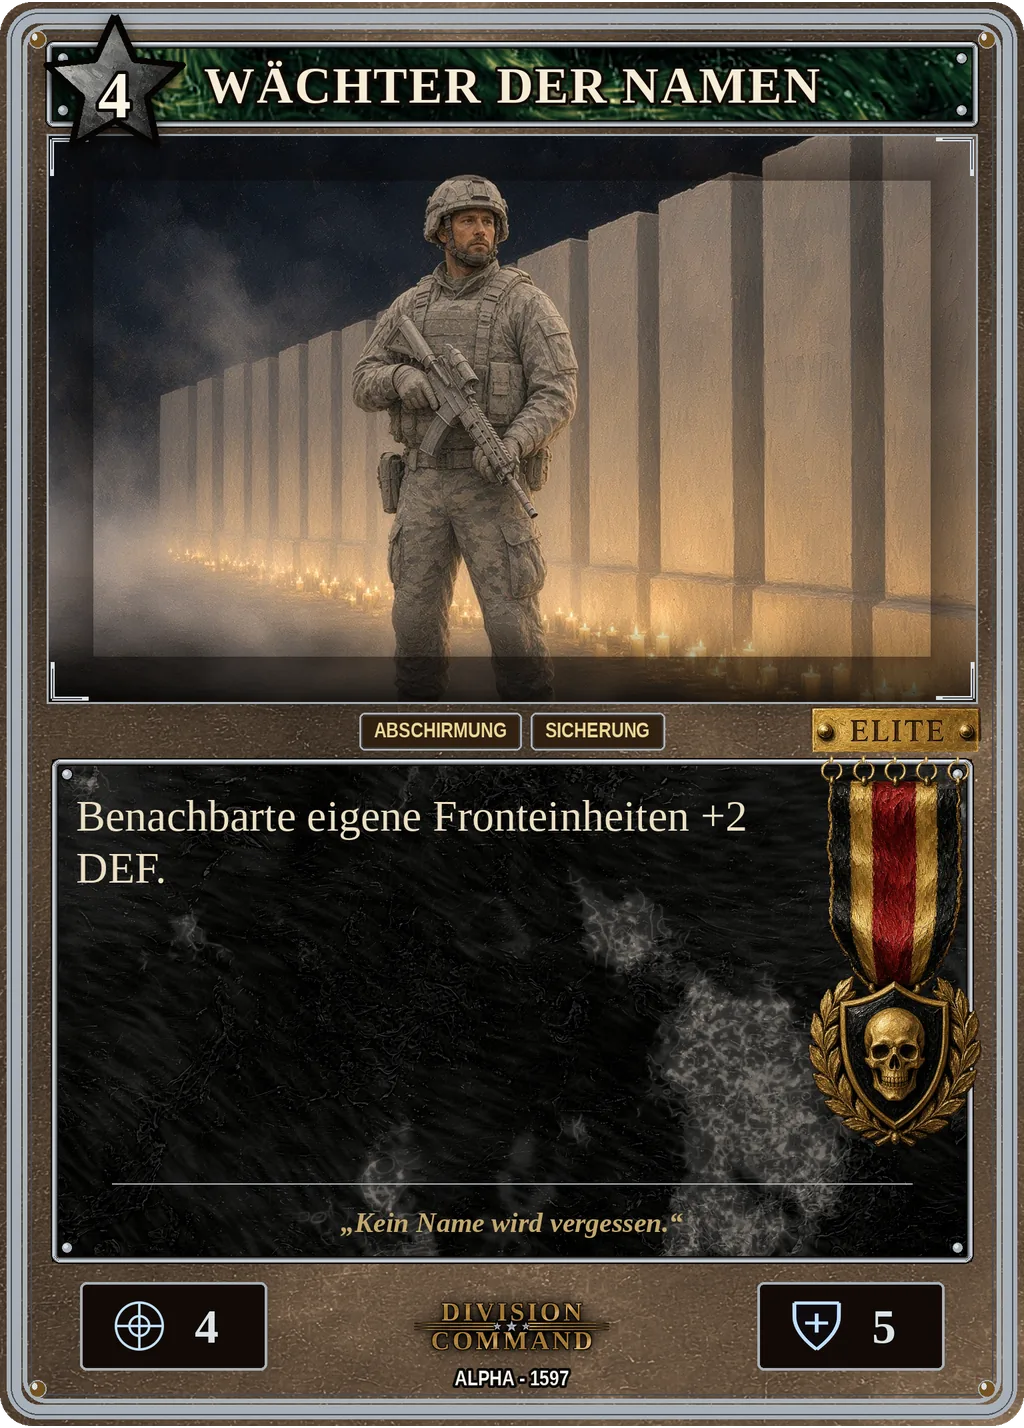 4
WÄCHTER DER NAMEN
ABSCHIRMUNG
SICHERUNG
ELITE
Benachbarte eigene Fronteinheiten +2
DEF.
„Kein Name wird vergessen.“
4
DIVISION
COMMAND
ALPHA - 1597
5